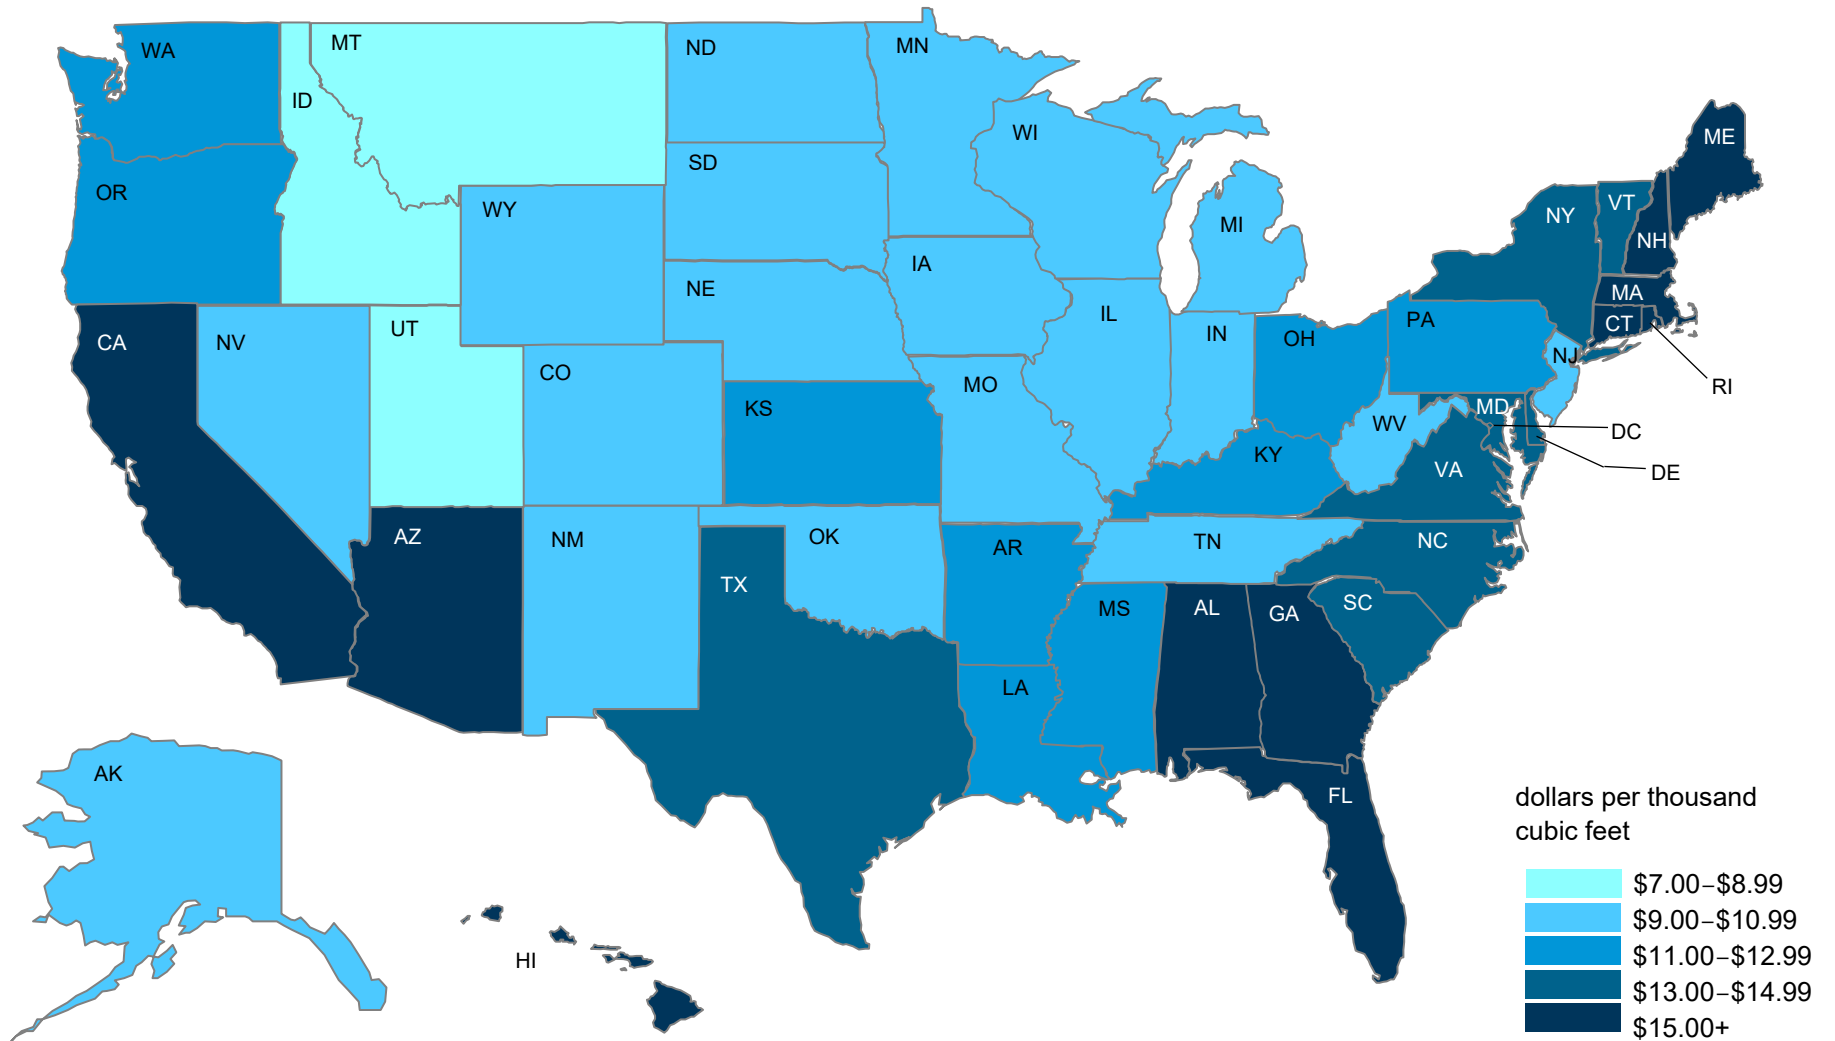 WA
MT
ND
MN
ID
WI
ME
SD
OR
WY
NY
VT
MI
NH
IA
NE
MA
IL
PA
CT
CA
NV
UT
IN
OH
NJ
CO
MO
RI
KS
MD
WV
DC
KY
VA
DE
AZ
NM
OK
AR
TN
NC
TX
MS
AL
GA
SC
LA
AK
FL
HI
dollars per thousand
cubic feet
$7.00–$8.99
$9.00–$10.99
$11.00–$12.99
$13.00–$14.99
$15.00+